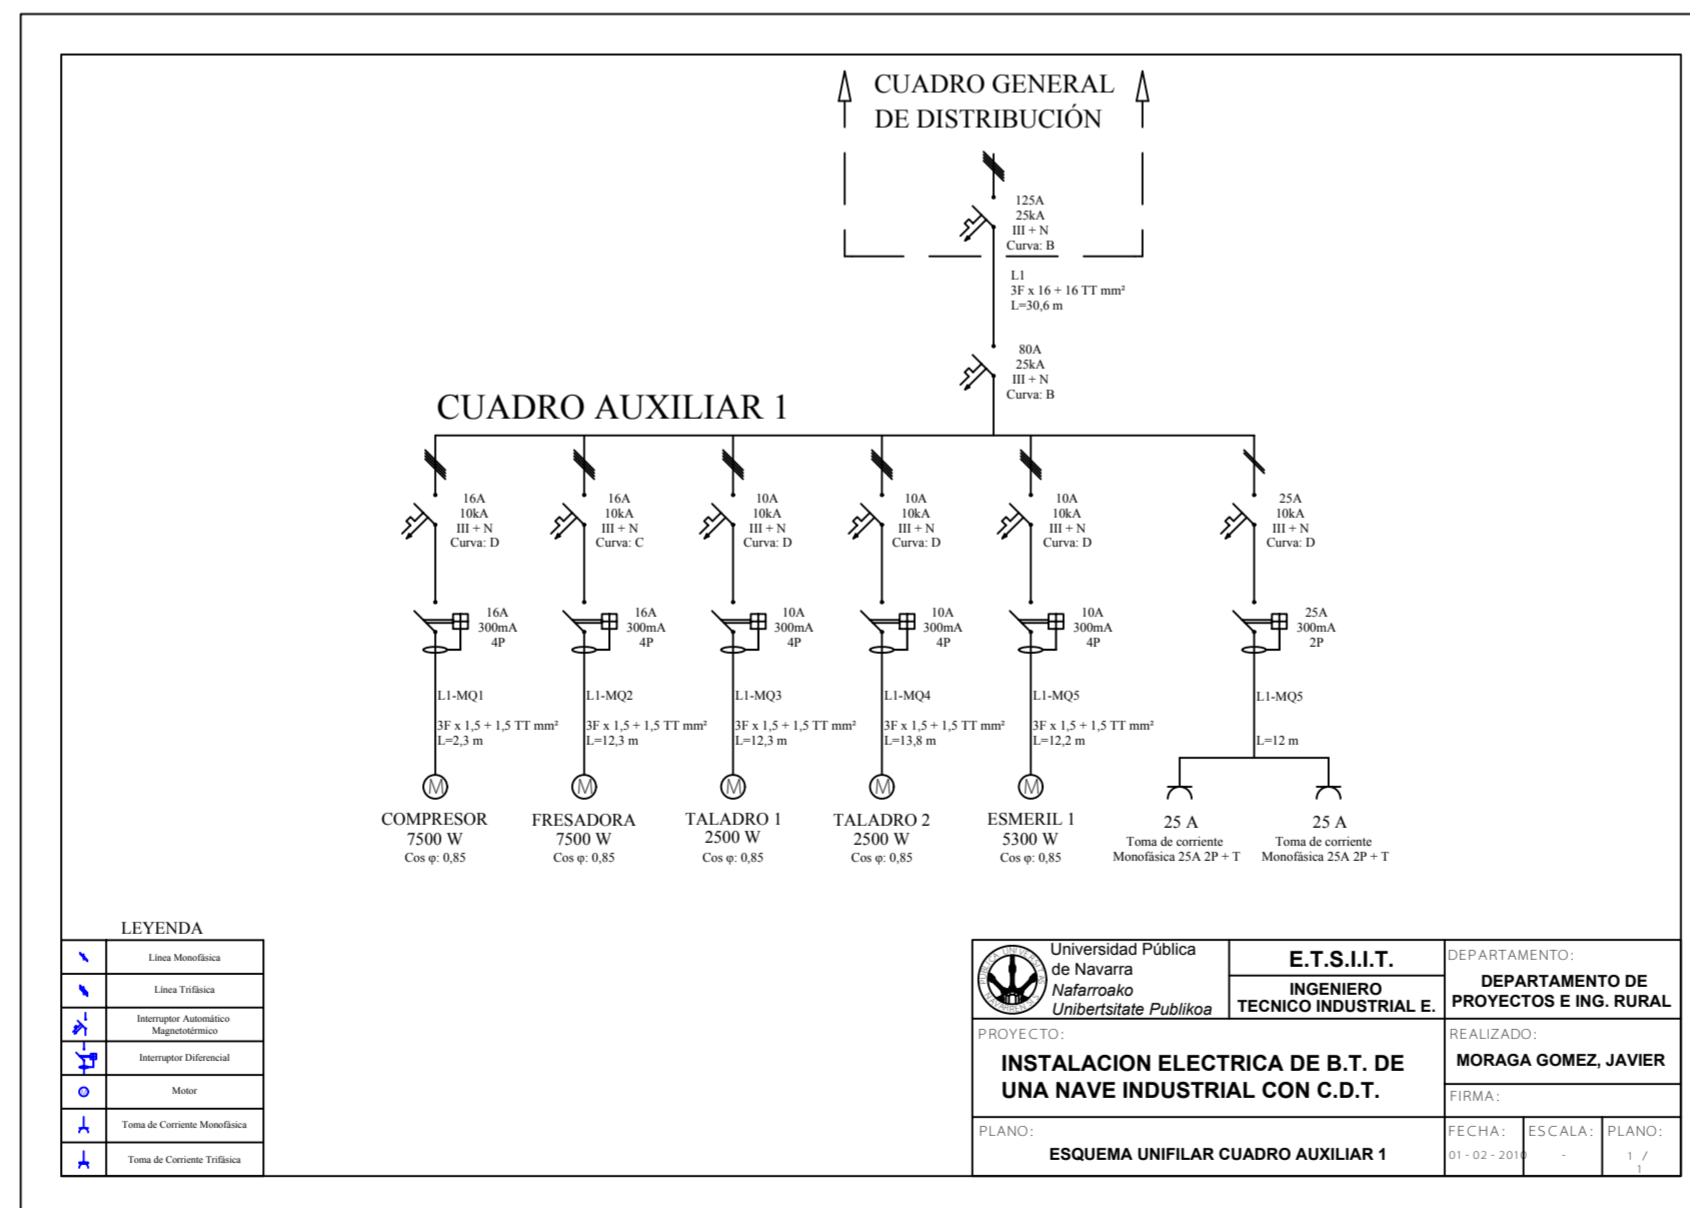 CUADRO GENERAL
DE DISTRIBUCIÓN
125A
25kA
III + N
Curva: B
L1
3F x 16 + 16 TT mm²
L=30,6 m
80A
25kA
III + N
Curva: B
CUADRO AUXILIAR 1
16A
10kA
III + N
Curva: D
16A
10kA
III + N
Curva: C
10A
10kA
III + N
Curva: D
10A
10kA
III + N
Curva: D
10A
10kA
III + N
Curva: D
25A
10kA
III + N
Curva: D
16A
300mA
4P
16A
300mA
4P
10A
300mA
4P
10A
300mA
4P
10A
300mA
4P
25A
300mA
2P
L1-MQ1
3F x 1,5 + 1,5 TT mm²
L=2,3 m
L1-MQ2
3F x 1,5 + 1,5 TT mm²
L=12,3 m
L1-MQ3
3F x 1,5 + 1,5 TT mm²
L=12,3 m
L1-MQ4
3F x 1,5 + 1,5 TT mm²
L=13,8 m
L1-MQ5
3F x 1,5 + 1,5 TT mm²
L=12,2 m
L1-MQ5
L=12 m
M
M
M
M
M
COMPRESOR
7500 W
Cos φ: 0,85
FRESADORA
7500 W
Cos φ: 0,85
TALADRO 1
2500 W
Cos φ: 0,85
TALADRO 2
2500 W
Cos φ: 0,85
ESMERIL 1
5300 W
Cos φ: 0,85
25 A
Toma de corriente
Monofásica 25A 2P + T
25 A
Toma de corriente
Monofásica 25A 2P + T
LEYENDA
Línea Monofásica
Línea Trifásica
Interruptor Automático
Magnetotérmico
Interruptor Diferencial
Motor
Toma de Corriente Monofásica
Toma de Corriente Trifásica
Universidad Pública
de Navarra
Nafarroako
Unibertsitate Publikoa
E.T.S.I.I.T.
INGENIERO
TECNICO INDUSTRIAL E.
DEPARTAMENTO:
DEPARTAMENTO DE
PROYECTOS E ING. RURAL
PROYECTO:
INSTALACION ELECTRICA DE B.T. DE
UNA NAVE INDUSTRIAL CON C.D.T.
REALIZADO:
MORAGA GOMEZ, JAVIER
FIRMA:
PLANO:
ESQUEMA UNIFILAR CUADRO AUXILIAR 1
FECHA:
01 - 02 - 2010
ESCALA:
-
PLANO:
1 /
1